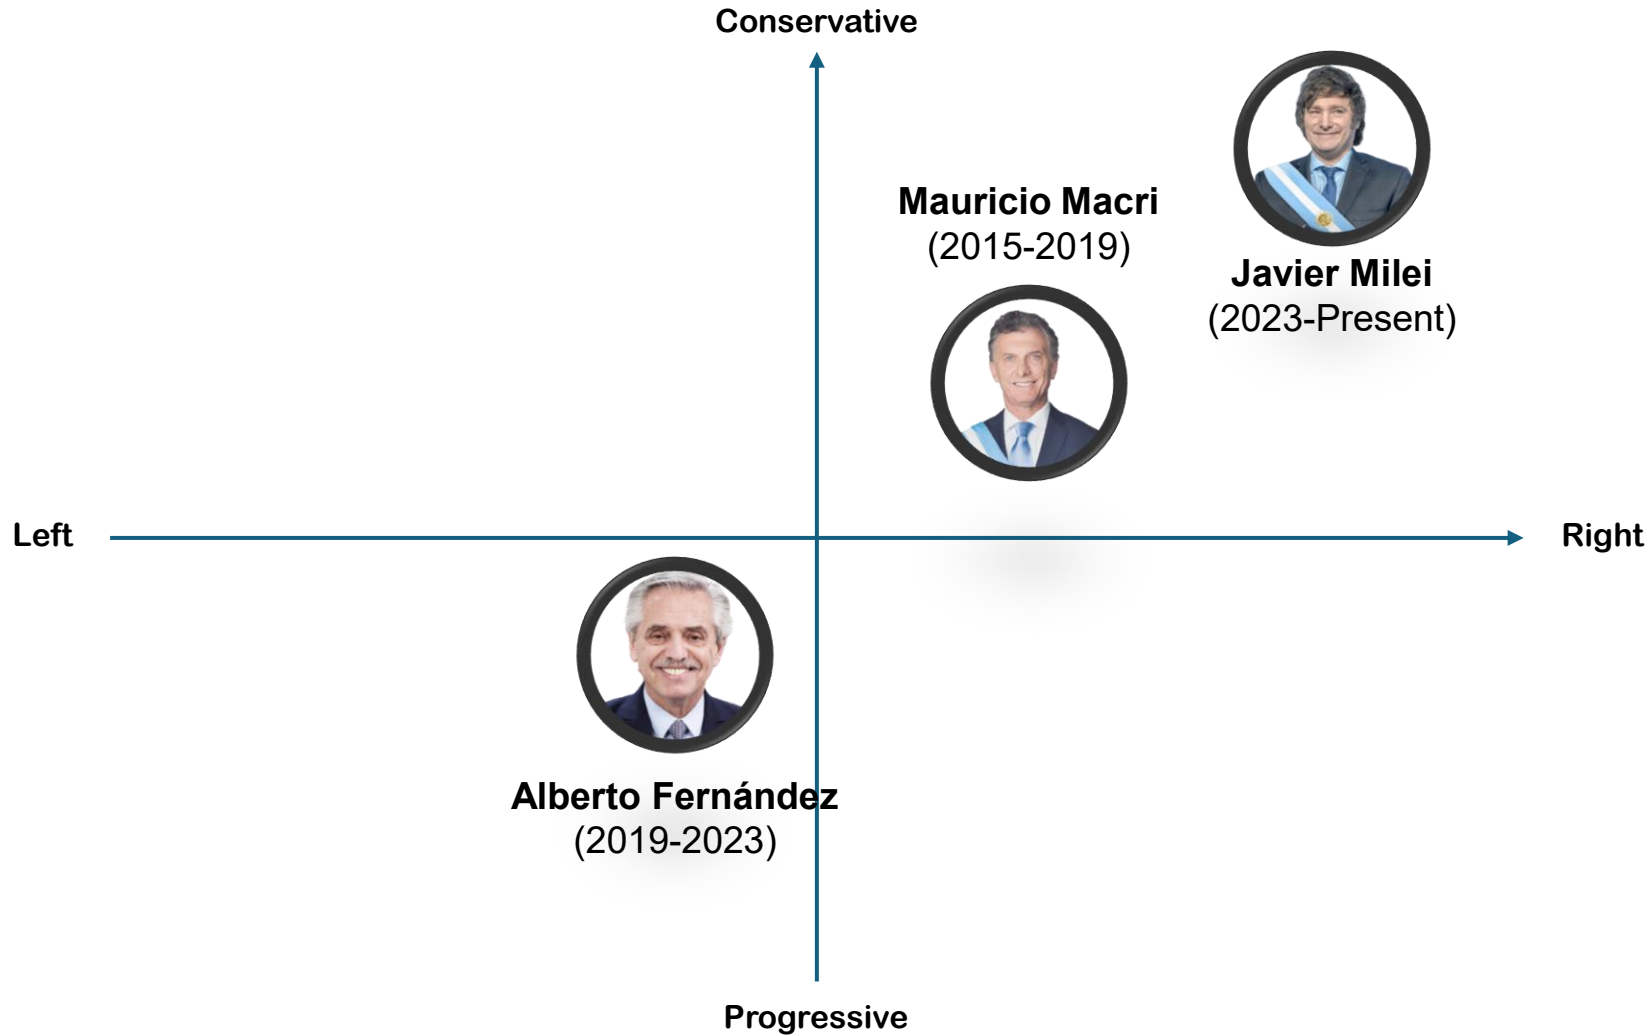 Conservative
Mauricio Macri
(2015-2019)
Javier Milei
(2023-Present)
Left
Right
Alberto Fernández
(2019-2023)
Progressive